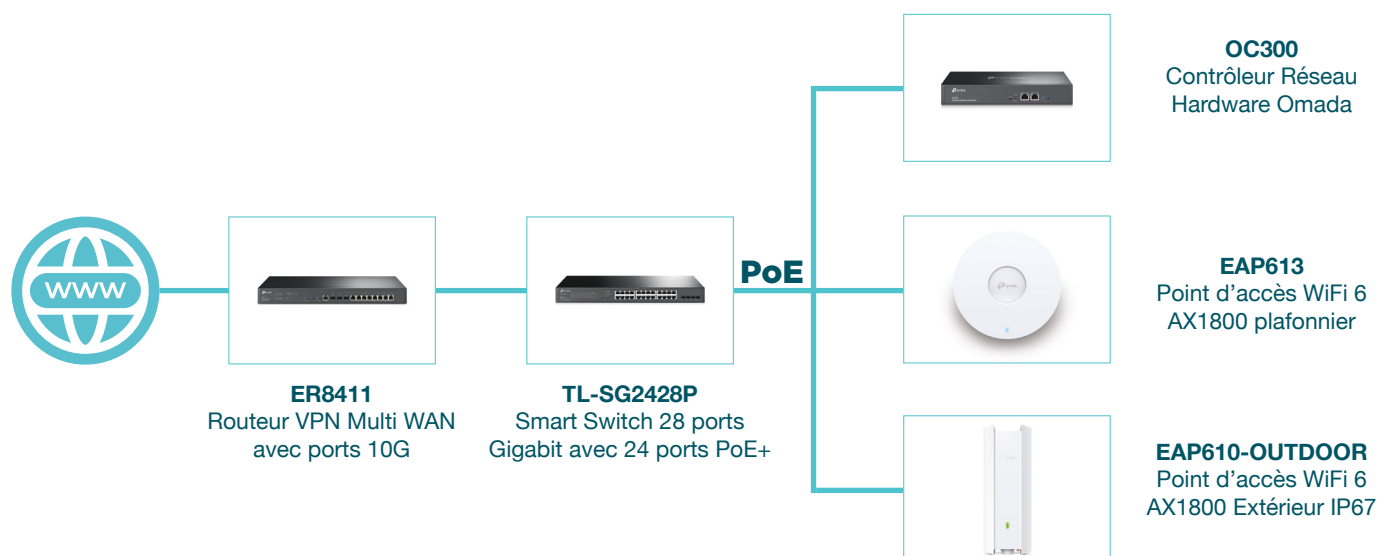 www
ER8411
Routeur VPN Multi WAN
avec ports 10G
TL-SG2428P
Smart Switch 28 ports
Gigabit avec 24 ports PoE+
PoE
OC300
Contrôleur Réseau
Hardware Omada
EAP613
Point d’accès WiFi 6
AX1800 plafonnier
EAP610-OUTDOOR
Point d’accès WiFi 6
AX1800 Extérieur IP67